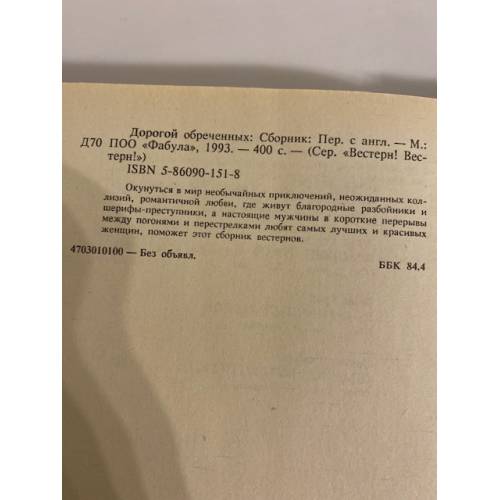 Дорогой обреченных: Сборник: Пер. с англ. — М.:
Д70 ПОО «Фабула», 1993. — 400 с. — (Сер. «Вестерн! Вес-
терн!»)
ISBN 5-86090-151-8
Окунуться в мир необычайных приключений, неожиданных кол-
лизий, романтичной любви, где живут благородные разбойники и
шерифы-преступники, а настоящие мужчины в короткие перерывы
между погонями и перестрелками любят самых лучших и красивых
женщин, поможет этот сборник вестернов.
4703010100 — Без объявл.
ББК 84.4